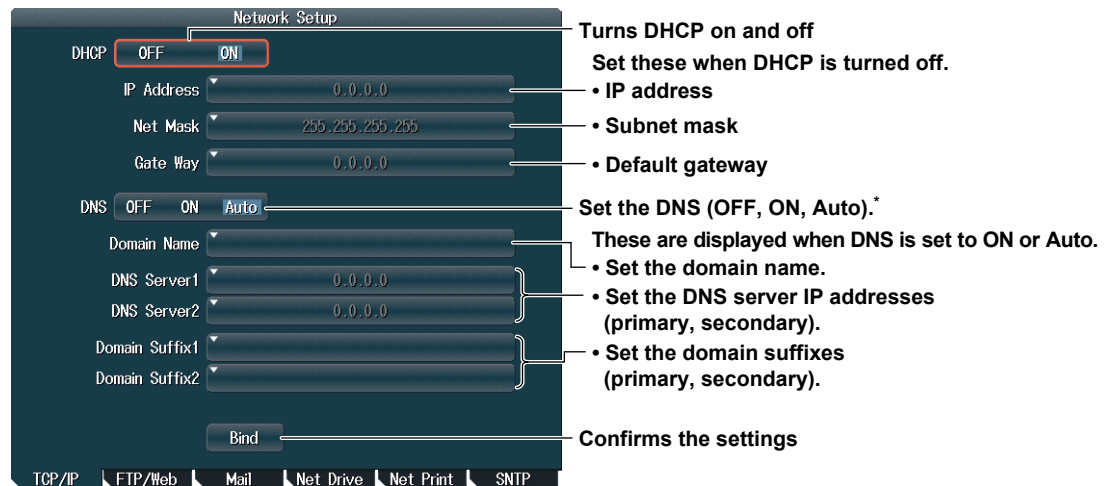 Network Setup
DHCP OFF ON
Turns DHCP on and off
Set these when DHCP is turned off.
IP Address 0.0.0.0
• IP address
Net Mask 255.255.255.255
• Subnet mask
Gate Way 0.0.0.0
• Default gateway
DNS OFF ON Auto
Set the DNS (OFF, ON, Auto).*
These are displayed when DNS is set to ON or Auto.
Domain Name
• Set the domain name.
DNS Server1 0.0.0.0
DNS Server2 0.0.0.0
• Set the DNS server IP addresses
(primary, secondary).
Domain Suffix1
Domain Suffix2
• Set the domain suffixes
(primary, secondary).
Bind
Confirms the settings
TCP/IP FTP/Web Mail Net Drive Net Print SNTP